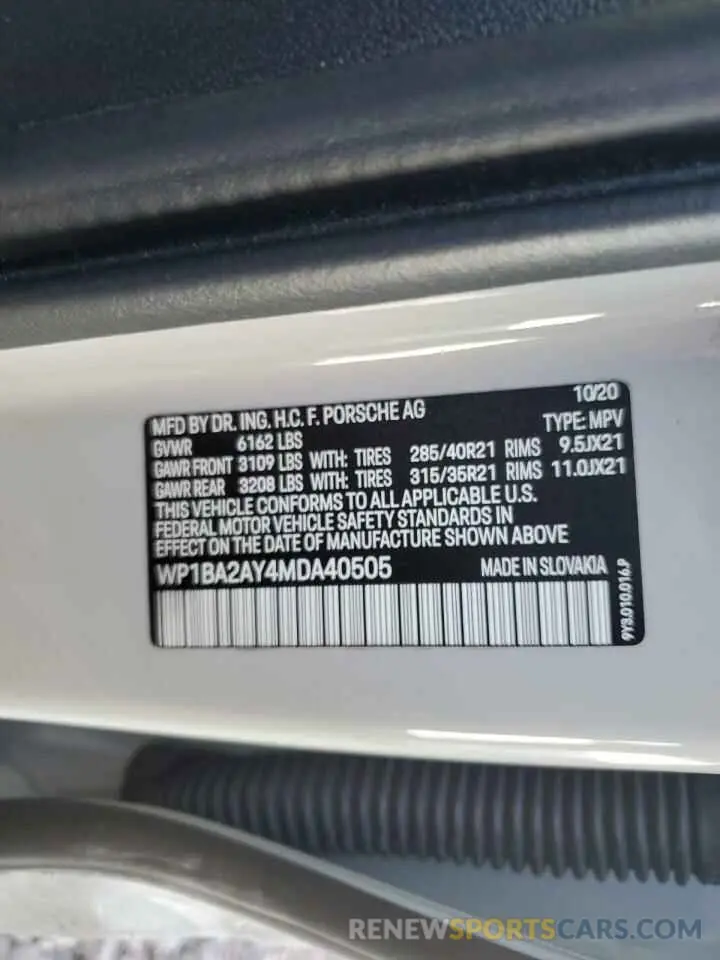 10/20
MFD BY DR. ING. H.C. F. PORSCHE AG TYPE: MPV
GVWR 6162 LBS
GAWR FRONT 3109 LBS WITH: TIRES 285/40R21 RIMS 9.5JX21
GAWR REAR 3208 LBS WITH: TIRES 315/35R21 RIMS 11.0JX21
THIS VEHICLE CONFORMS TO ALL APPLICABLE U.S.
FEDERAL MOTOR VEHICLE SAFETY STANDARDS IN
EFFECT ON THE DATE OF MANUFACTURE SHOWN ABOVE
WP1BA2AY4MDA40505 MADE IN SLOVAKIA
9Y3.010.016.P
RENEWSPORTSCARS.COM